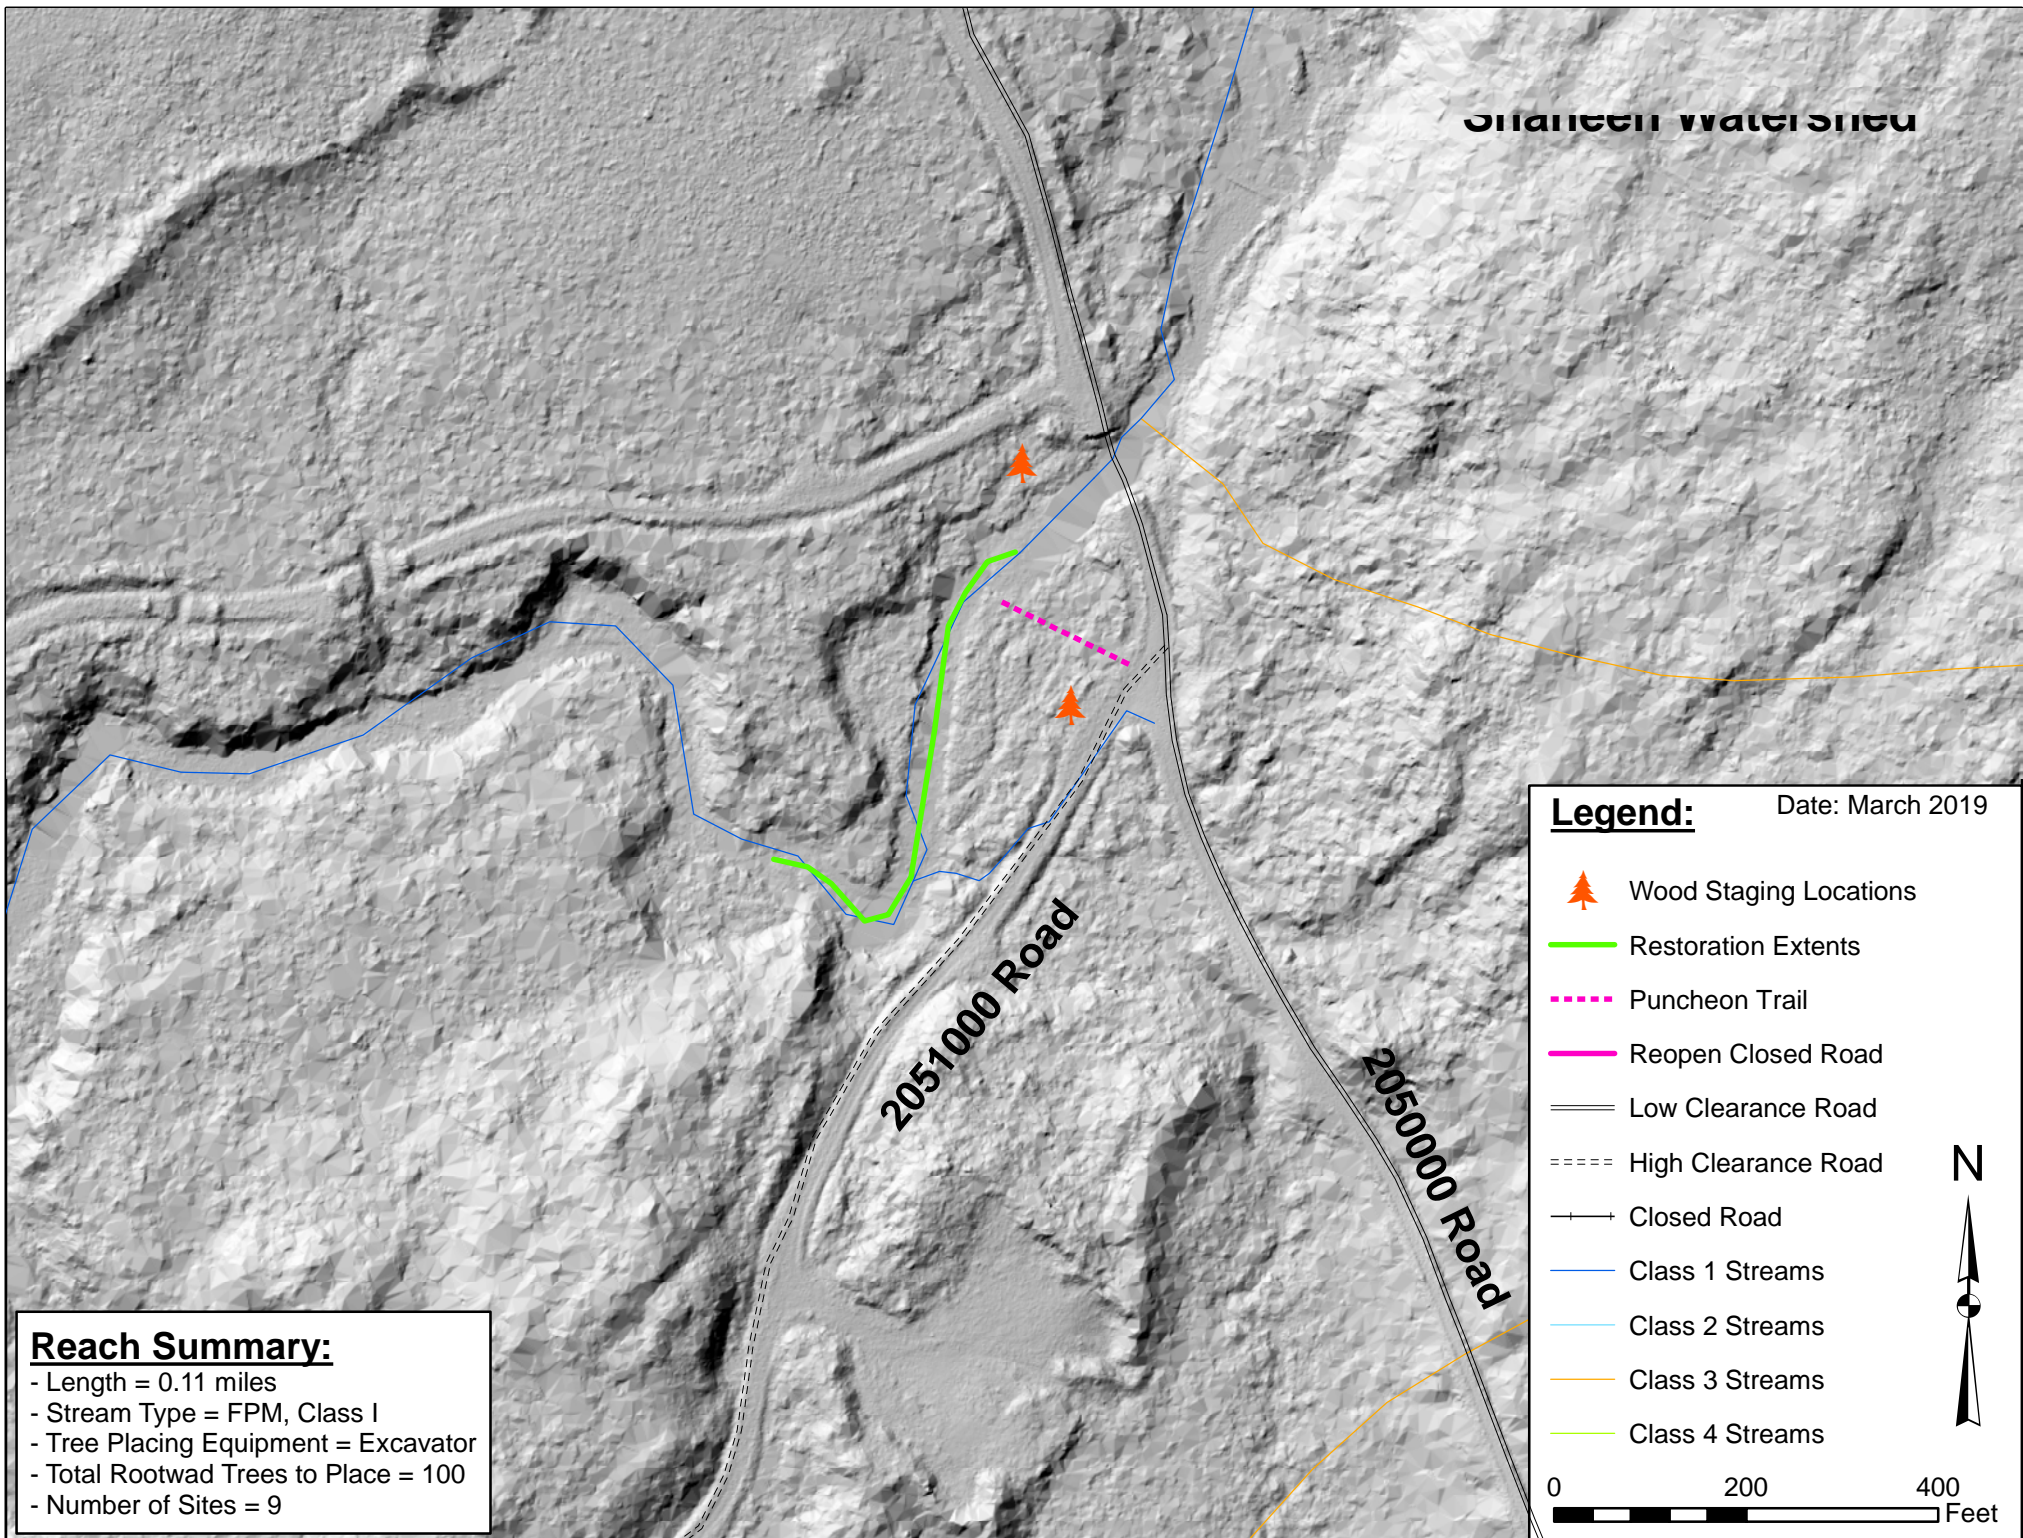 Shaheen Watershed
2051000 Road
2050000 Road
Legend:
Date: March 2019
Wood Staging Locations
Restoration Extents
Puncheon Trail
Reopen Closed Road
Low Clearance Road
High Clearance Road
Closed Road
Class 1 Streams
Class 2 Streams
Class 3 Streams
Class 4 Streams
N
0 200 400
Feet
Reach Summary:
- Length = 0.11 miles
- Stream Type = FPM, Class I
- Tree Placing Equipment = Excavator
- Total Rootwad Trees to Place = 100
- Number of Sites = 9